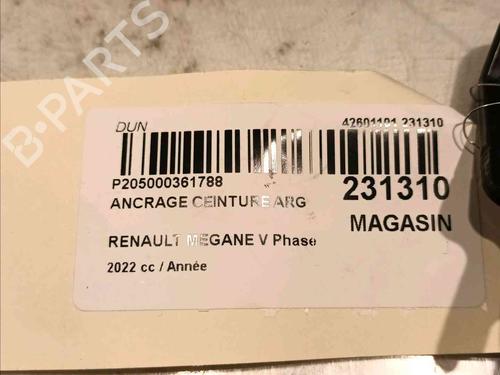 B-PARTS
DUN
42601101 231310
P205000361788
231310
ANCRAGE CEINTURE ARG
MAGASIN
RENAULT MEGANE V Phase
2022 cc / Année